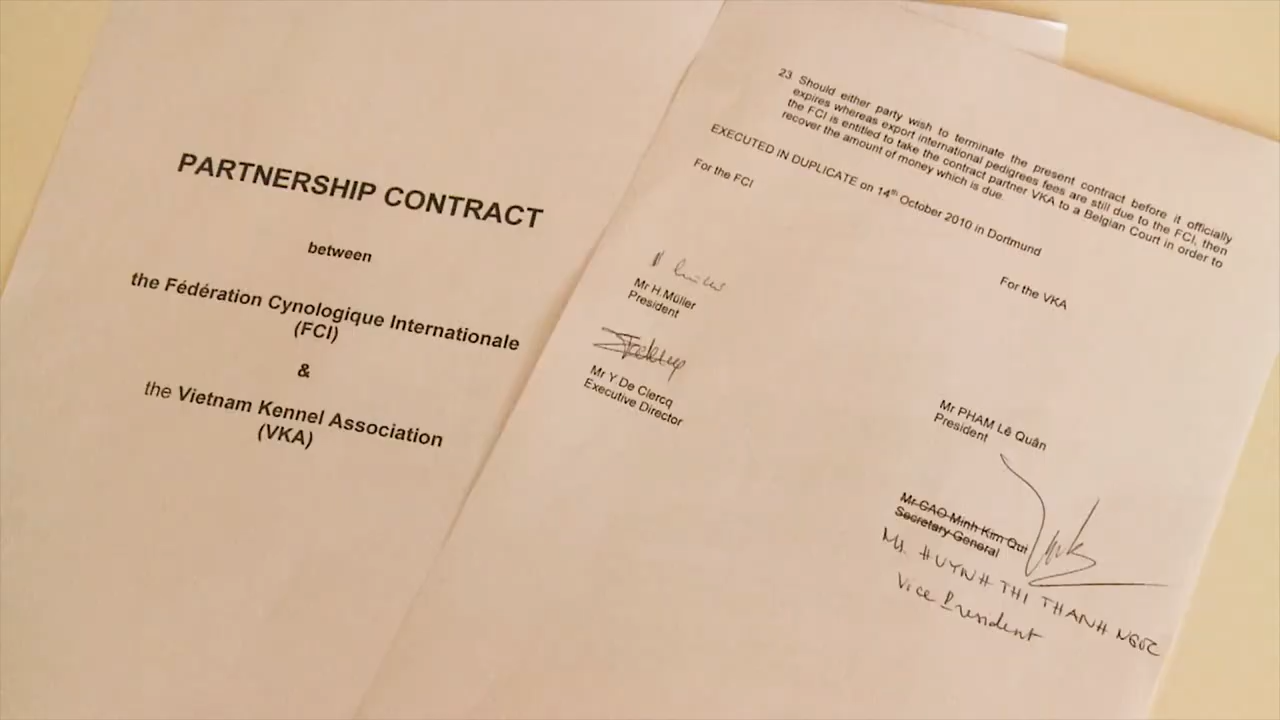 PARTNERSHIP CONTRACT
between
the Fédération Cynologique Internationale
(FCI)
&
the Vietnam Kennel Association
(VKA)
23. Should either party wish to terminate the present contract before it officially
expires whereas export international pedigrees fees are still due to the FCI, then
the FCI is entitled to take the contract partner VKA to a Belgian Court in order to
recover the amount of money which is due.
EXECUTED IN DUPLICATE on 14th October 2010 in Dortmund
For the FCI
For the VKA
Mr H.Müller
President
Mr Y De Clercq
Executive Director
Mr PHAM Lê Quân
President
Mr CAO Minh Kim Qui
Secretary General
Ms. HUYNH THI THANH NGOC
Vice President